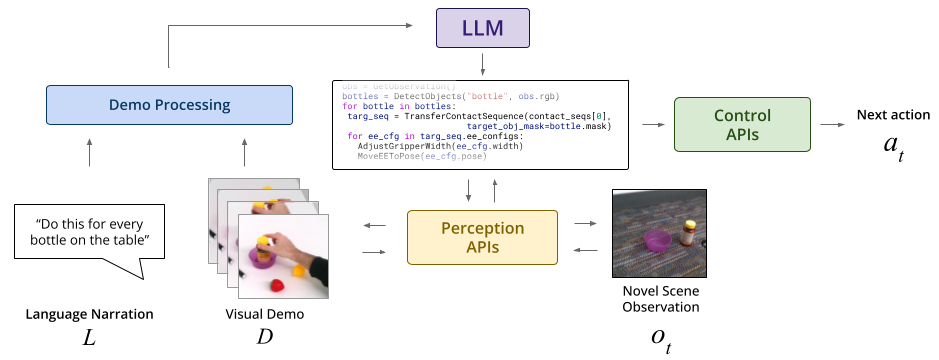 LLM
Demo Processing
obs = GetObservation()
bottles = DetectObjects("bottle", obs.rgb)
for bottle in bottles:
targ_seq = TransferContactSequence(contact_seqs[0],
target_obj_mask=bottle.mask)
for ee_cfg in targ_seq.ee_configs:
AdjustGripperWidth(ee_cfg.width)
MoveEEToPose(ee_cfg.pose)
Control
APIs
Next action
a_t
“Do this for every
bottle on the table”
Perception
APIs
Language Narration
L
Visual Demo
D
Novel Scene
Observation
o_t